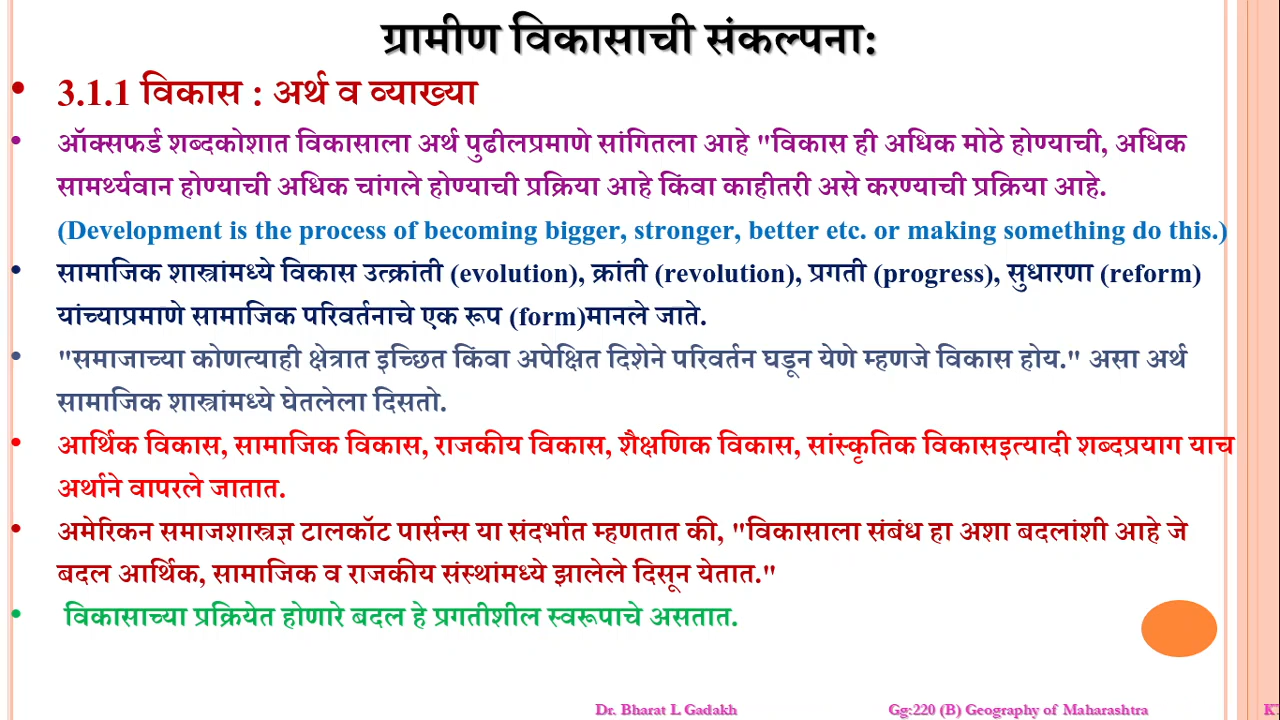 ग्रामीण विकासाची संकल्पना:
• 3.1.1 विकास : अर्थ व व्याख्या
• ऑक्सफर्ड शब्दकोशात विकासाला अर्थ पुढीलप्रमाणे सांगितला आहे "विकास ही अधिक मोठे होण्याची, अधिक
सामर्थ्यवान होण्याची अधिक चांगले होण्याची प्रक्रिया आहे किंवा काहीतरी असे करण्याची प्रक्रिया आहे.
(Development is the process of becoming bigger, stronger, better etc. or making something do this.)
• सामाजिक शास्त्रांमध्ये विकास उत्क्रांती (evolution), क्रांती (revolution), प्रगती (progress), सुधारणा (reform)
यांच्याप्रमाणे सामाजिक परिवर्तनाचे एक रूप (form)मानले जाते.
• "समाजाच्या कोणत्याही क्षेत्रात इच्छित किंवा अपेक्षित दिशेने परिवर्तन घडून येणे म्हणजे विकास होय." असा अर्थ
सामाजिक शास्त्रांमध्ये घेतलेला दिसतो.
• आर्थिक विकास, सामाजिक विकास, राजकीय विकास, शैक्षणिक विकास, सांस्कृतिक विकासइत्यादी शब्दप्रयाग याच
अर्थाने वापरले जातात.
• अमेरिकन समाजशास्त्रज्ञ टालकॉट पार्सन्स या संदर्भात म्हणतात की, "विकासाला संबंध हा अशा बदलांशी आहे जे
बदल आर्थिक, सामाजिक व राजकीय संस्थांमध्ये झालेले दिसून येतात."
• विकासाच्या प्रक्रियेत होणारे बदल हे प्रगतीशील स्वरूपाचे असतात.
Dr. Bharat L Gadakh Gg:220 (B) Geography of Maharashtra